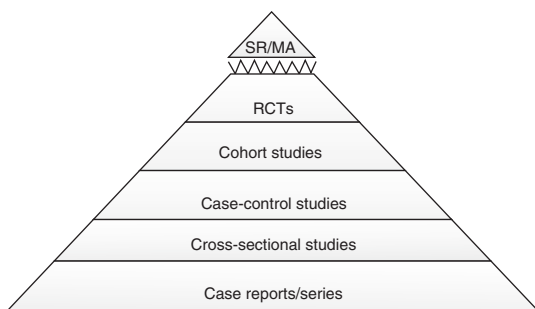 SR/MA
RCTs
Cohort studies
Case-control studies
Cross-sectional studies
Case reports/series